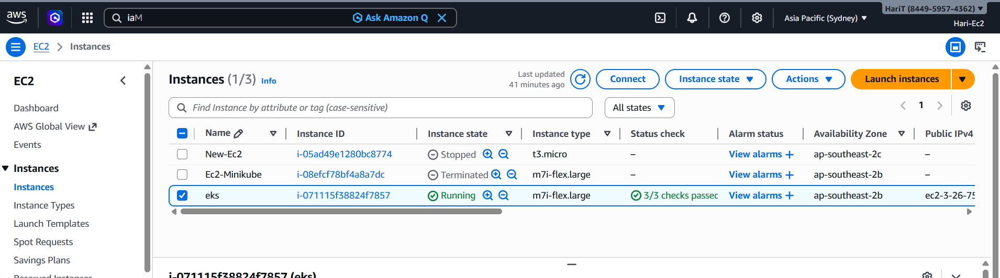 aws
iaM
Ask Amazon Q
Asia Pacific (Sydney)
HariT (8449-5957-4362)
Hari-Ec2
EC2 Instances
EC2
Dashboard
AWS Global View
Events
Instances
Instances
Instance Types
Launch Templates
Spot Requests
Savings Plans
Reserved Instances
Instances (1/3) Info
Last updated
41 minutes ago
Connect
Instance state
Actions
Launch instances
Find Instance by attribute or tag (case-sensitive)
All states
1
Name Instance ID Instance state Instance type Status check Alarm status Availability Zone Public IPv4
New-Ec2 i-05ad49e1280bc8774 Stopped t3.micro – View alarms + ap-southeast-2c –
Ec2-Minikube i-08efcf78bf4a8a7dc Terminated m7i-flex.large – View alarms + ap-southeast-2b –
eks i-071115f38824f7857 Running m7i-flex.large 3/3 checks passed View alarms + ap-southeast-2b ec2-3-26-75
i-071115f38824f7857 (eks)